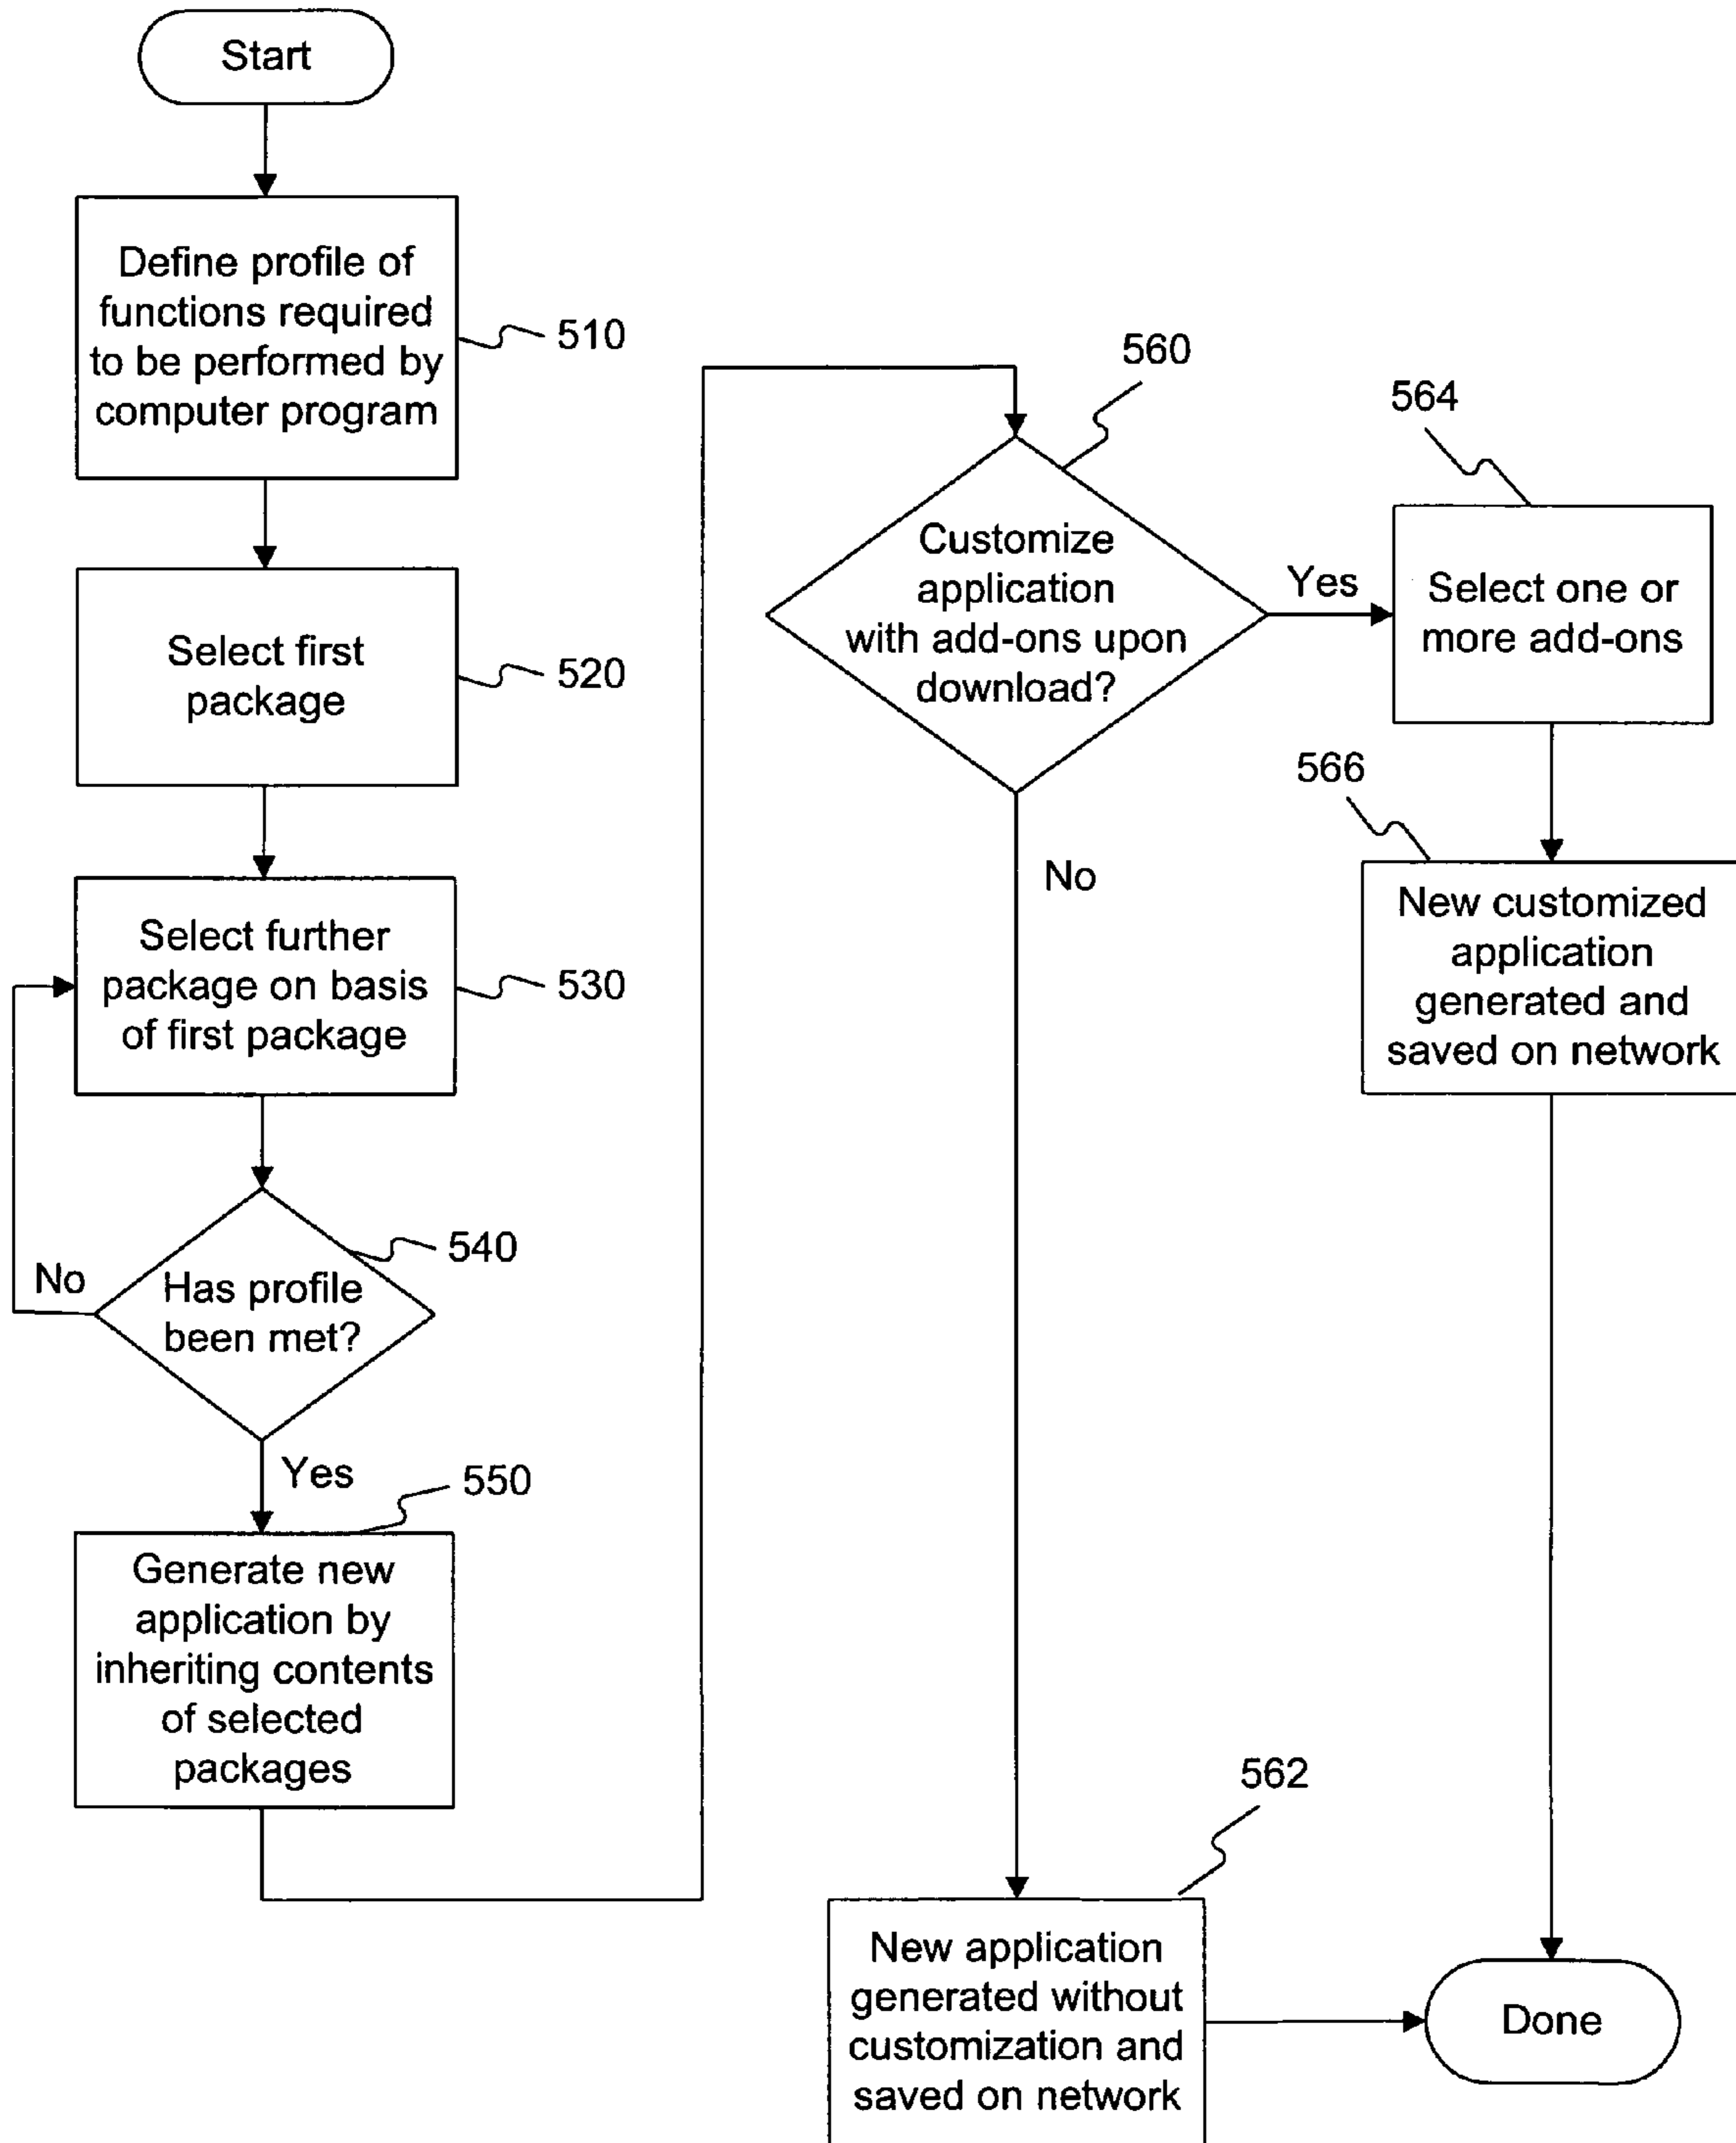 Start
Define profile of
functions required
to be performed by
computer program
510
Select first
package
520
Select further
package on basis
of first package
530
Has profile
been met?
540
No
Yes
550
Generate new
application by
inheriting contents
of selected
packages
560
Customize
application
with add-ons upon
download?
Yes
No
564
Select one or
more add-ons
566
New customized
application
generated and
saved on network
562
New application
generated without
customization and
saved on network
Done